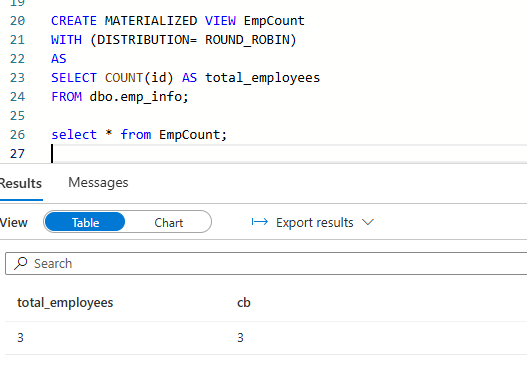 19
20 CREATE MATERIALIZED VIEW EmpCount
21 WITH (DISTRIBUTION= ROUND_ROBIN)
22 AS
23 SELECT COUNT(id) AS total_employees
24 FROM dbo.emp_info;
25
26 select * from EmpCount;
27
Results Messages
View Table Chart Export results
Search
total_employees cb
3 3